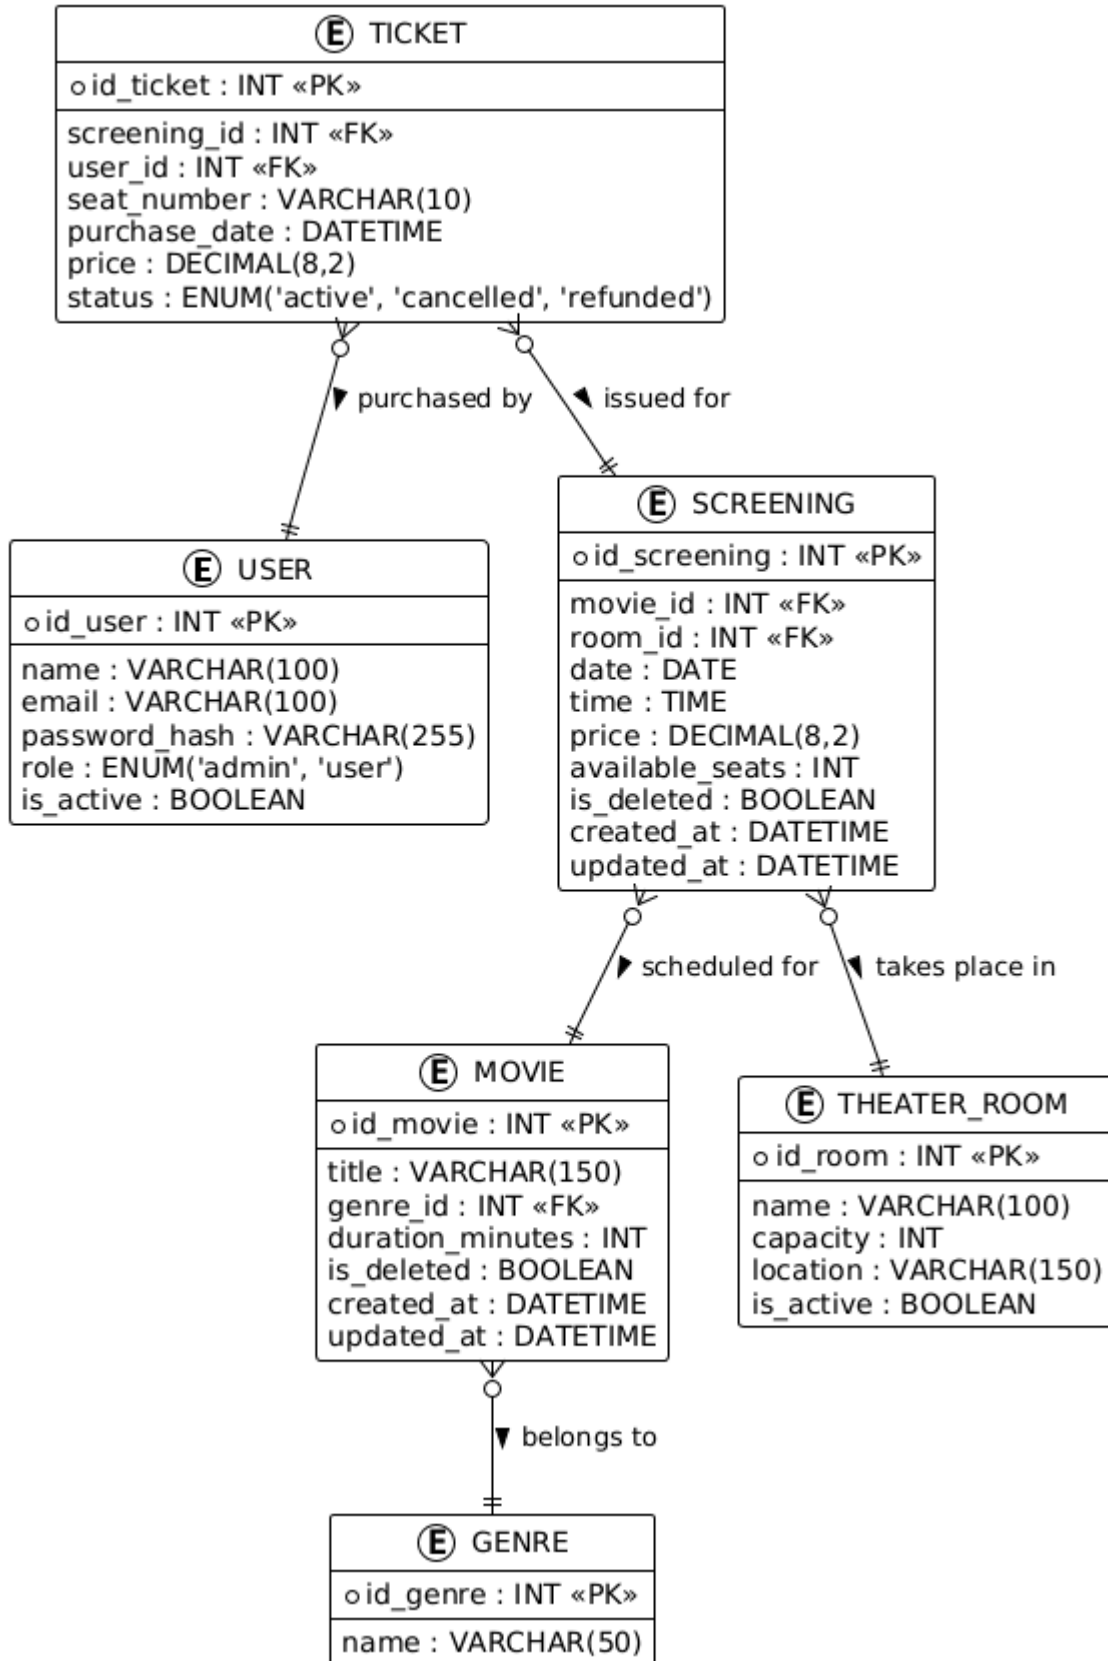 E TICKET
id_ticket : INT «PK»
screening_id : INT «FK»
user_id : INT «FK»
seat_number : VARCHAR(10)
purchase_date : DATETIME
price : DECIMAL(8,2)
status : ENUM('active', 'cancelled', 'refunded')
purchased by
issued for
E USER
id_user : INT «PK»
name : VARCHAR(100)
email : VARCHAR(100)
password_hash : VARCHAR(255)
role : ENUM('admin', 'user')
is_active : BOOLEAN
E SCREENING
id_screening : INT «PK»
movie_id : INT «FK»
room_id : INT «FK»
date : DATE
time : TIME
price : DECIMAL(8,2)
available_seats : INT
is_deleted : BOOLEAN
created_at : DATETIME
updated_at : DATETIME
scheduled for
takes place in
E MOVIE
id_movie : INT «PK»
title : VARCHAR(150)
genre_id : INT «FK»
duration_minutes : INT
is_deleted : BOOLEAN
created_at : DATETIME
updated_at : DATETIME
E THEATER_ROOM
id_room : INT «PK»
name : VARCHAR(100)
capacity : INT
location : VARCHAR(150)
is_active : BOOLEAN
belongs to
E GENRE
id_genre : INT «PK»
name : VARCHAR(50)